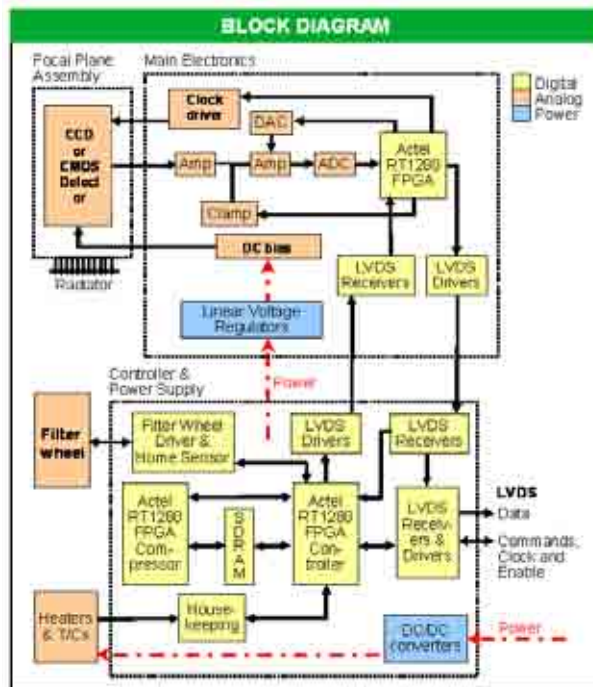 BLOCK DIAGRAM
Focal Plane
Assembly
Main Electronics
Digital
Analog
Power
Clock
driver
DAC
CCD
or
CMOS
Detect
or
Amp
Amp
ADC
Actel
RT1280
FPGA
Clamp
DC bias
Radiator
LVDS
Receivers
LVDS
Drivers
Linear Voltage
Regulators
Controller &
Power Supply
Power
Filter
wheel
Filter Wheel
Driver &
Home Sensor
LVDS
Drivers
LVDS
Receivers
Actel
RT1280
FPGA
Com-
pressor
SDRAM
Actel
RT1280
FPGA
Con-
troller
LVDS
Receiv-
ers &
Drivers
LVDS
Data
Commands,
Clock and
Enable
Heaters
& T/Cs
House-
keeping
DC/DC
converters
Power